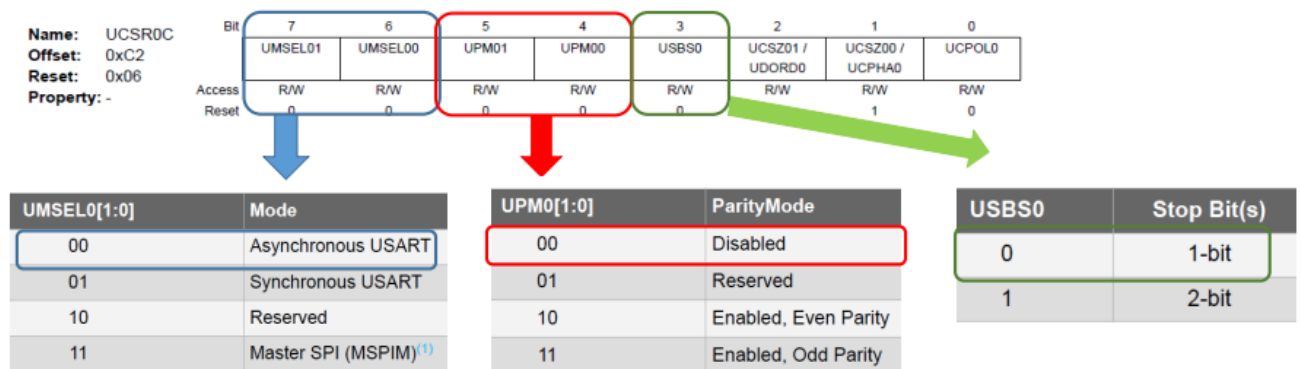 Name: UCSR0C
Offset: 0xC2
Reset: 0x06
Property: -
Bit 7 6 5 4 3 2 1 0
UMSEL01 UMSEL00 UPM01 UPM00 USBS0 UCSZ01 / UDORD0 UCSZ00 / UCPHA0 UCPOL0
Access R/W R/W R/W R/W R/W R/W R/W R/W
Reset 0 0 0 0 0 1 0
UMSEL0[1:0] Mode
00 Asynchronous USART
01 Synchronous USART
10 Reserved
11 Master SPI (MSPIM)(1)
UPM0[1:0] ParityMode
00 Disabled
01 Reserved
10 Enabled, Even Parity
11 Enabled, Odd Parity
USBS0 Stop Bit(s)
0 1-bit
1 2-bit